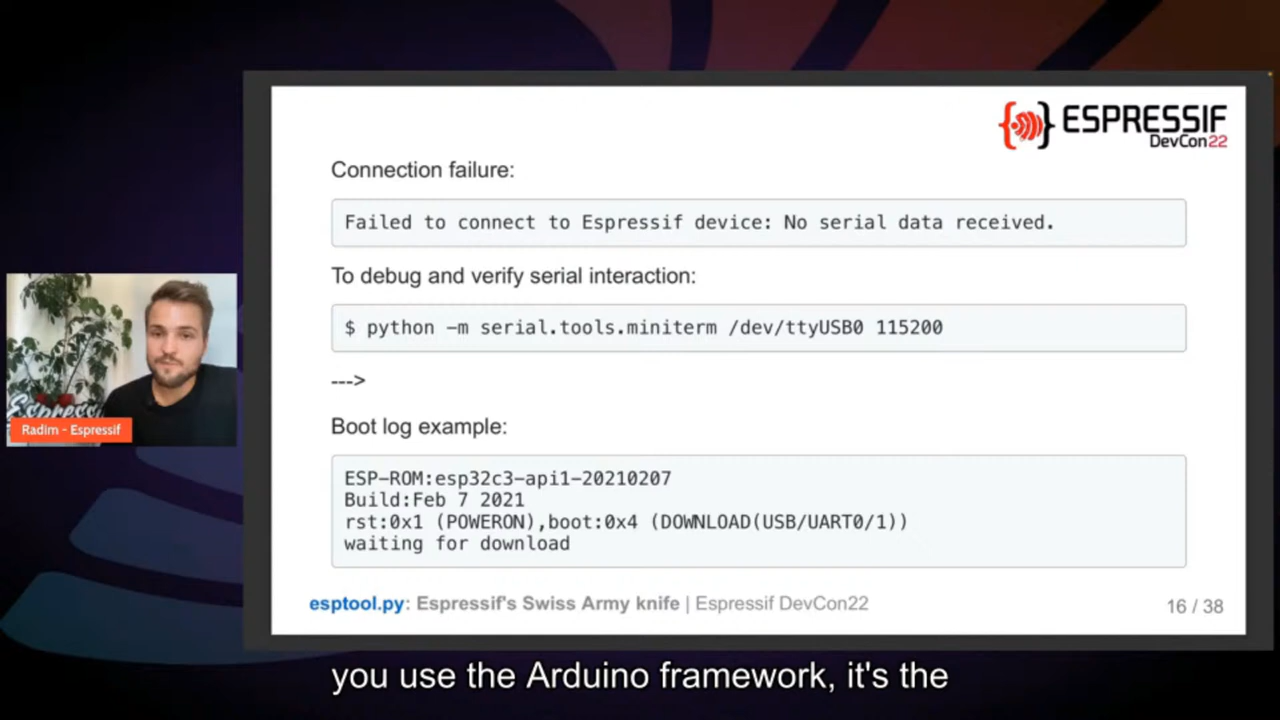 ESPRESSIF
DevCon22
Connection failure:
Failed to connect to Espressif device: No serial data received.
To debug and verify serial interaction:
$ python -m serial.tools.miniterm /dev/ttyUSB0 115200
--->
Boot log example:
ESP-ROM:esp32c3-api1-20210207
Build:Feb 7 2021
rst:0x1 (POWERON),boot:0x4 (DOWNLOAD(USB/UART0/1))
waiting for download
esptool.py: Espressif's Swiss Army knife | Espressif DevCon22
16 / 38
Espress
Radim - Espressif
you use the Arduino framework, it's the